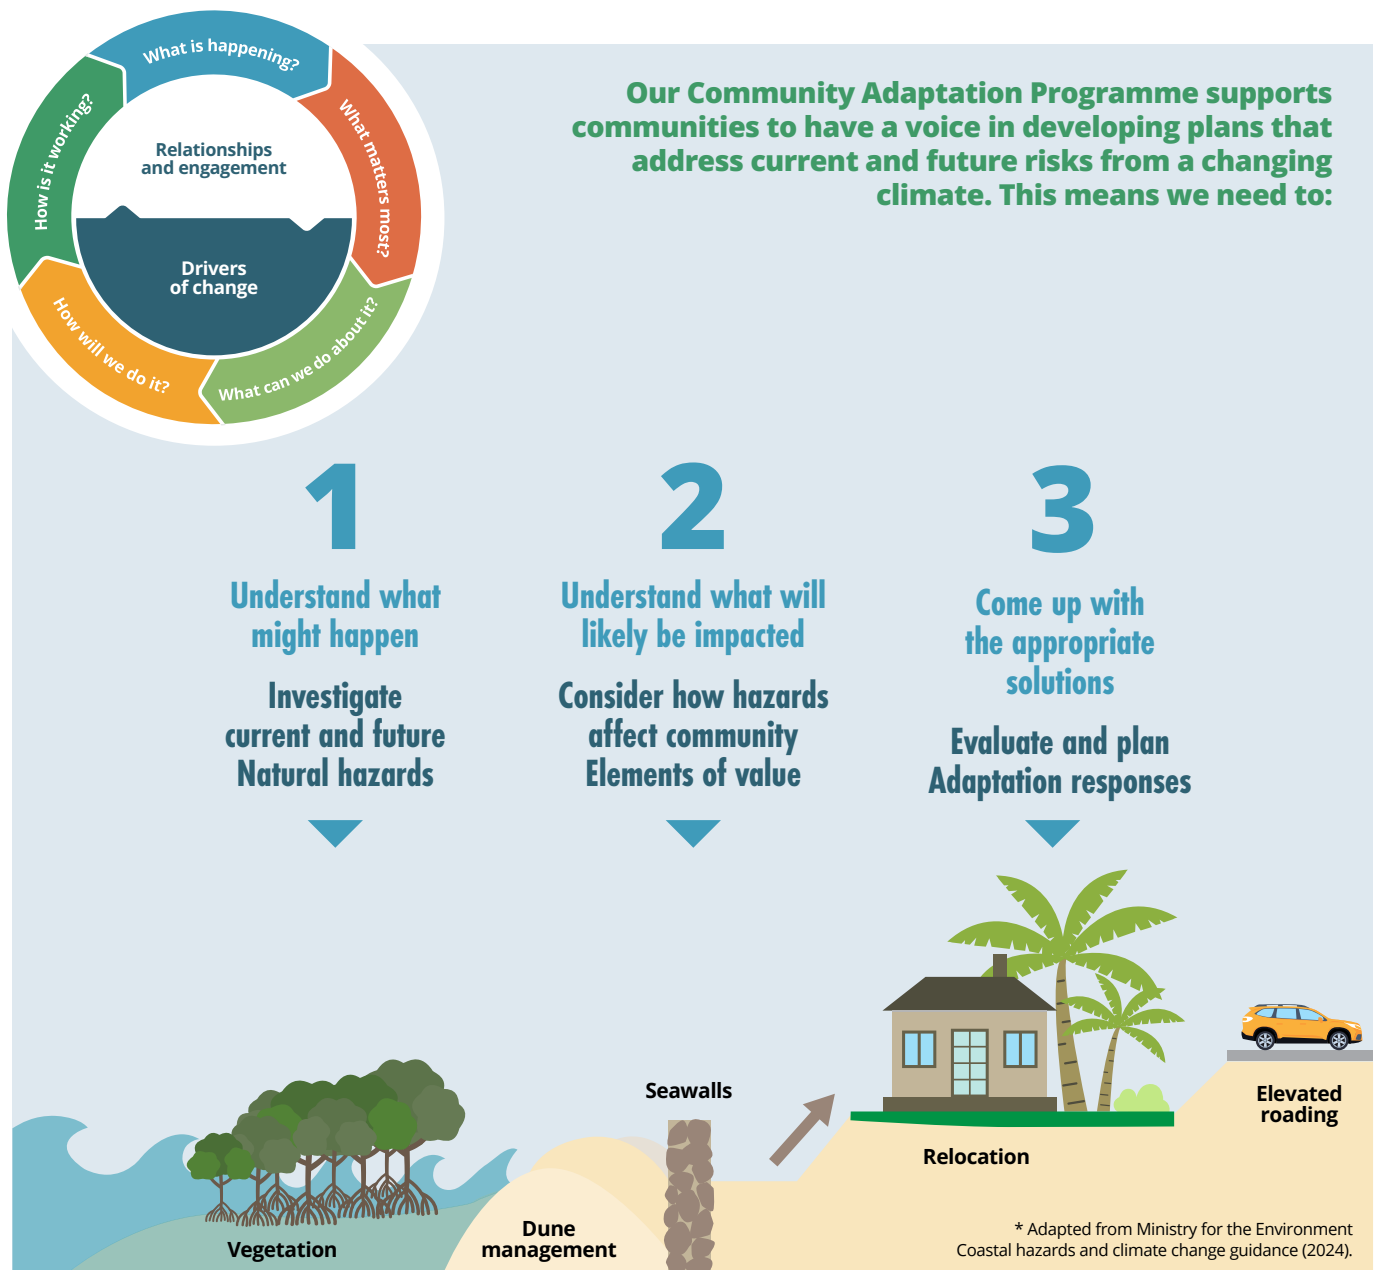 What is happening?
What matters most?
What can we do about it?
How will we do it?
How is it working?
Relationships
and engagement
Drivers
of change
Our Community Adaptation Programme supports
communities to have a voice in developing plans that
address current and future risks from a changing
climate. This means we need to:
1
Understand what
might happen
Investigate
current and future
Natural hazards
2
Understand what will
likely be impacted
Consider how hazards
affect community
Elements of value
3
Come up with
the appropriate
solutions
Evaluate and plan
Adaptation responses
Vegetation
Dune
management
Seawalls
Relocation
Elevated
roading
* Adapted from Ministry for the Environment
Coastal hazards and climate change guidance (2024).